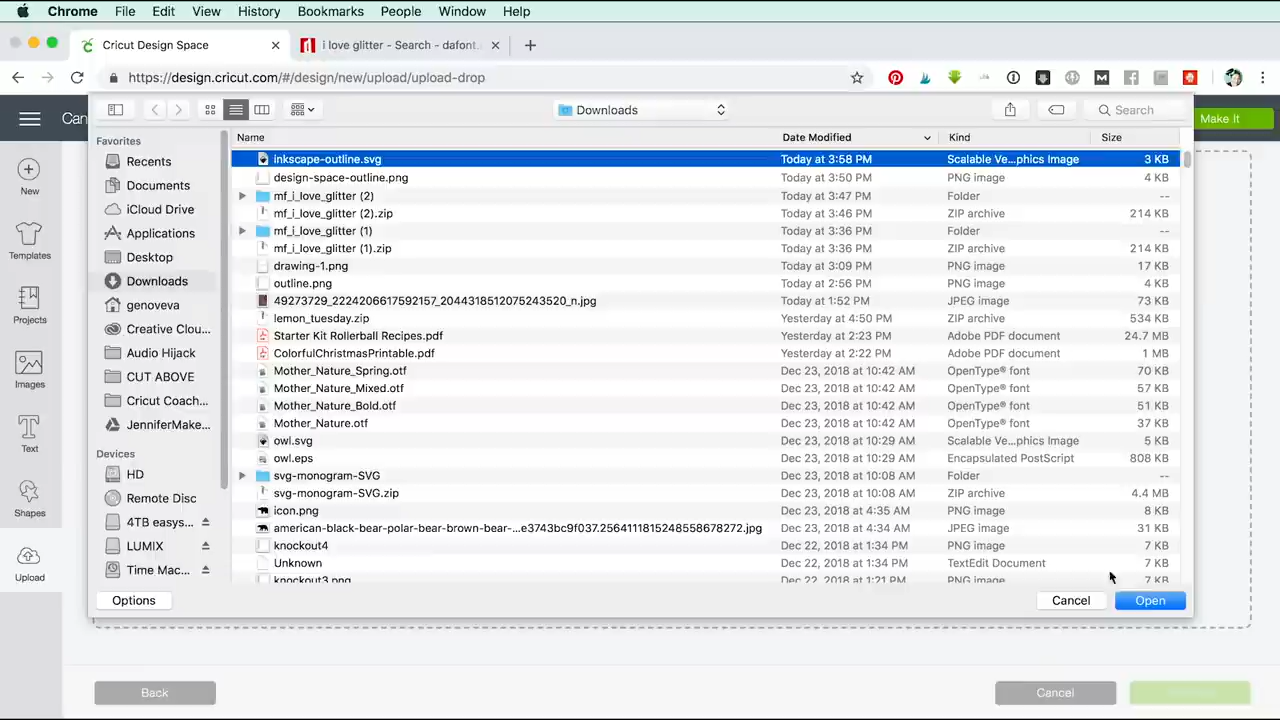 Chrome File Edit View History Bookmarks People Window Help
Cricut Design Space
i love glitter - Search - dafont.
https://design.cricut.com/#/design/new/upload/upload-drop
Can
Downloads
Search
Make It
New
Templates
Projects
Images
Text
Shapes
Upload
Favorites
Recents
Documents
iCloud Drive
Applications
Desktop
Downloads
genoveva
Creative Clou...
Audio Hijack
CUT ABOVE
Cricut Coach...
JenniferMake...
Devices
HD
Remote Disc
4TB easys...
LUMIX
Time Mac...
Name Date Modified Kind Size
inkscape-outline.svg Today at 3:58 PM Scalable Ve...phics Image 3 KB
design-space-outline.png Today at 3:50 PM PNG image 4 KB
mf_i_love_glitter (2) Today at 3:47 PM Folder --
mf_i_love_glitter (2).zip Today at 3:46 PM ZIP archive 214 KB
mf_i_love_glitter (1) Today at 3:36 PM Folder --
mf_i_love_glitter (1).zip Today at 3:36 PM ZIP archive 214 KB
drawing-1.png Today at 3:09 PM PNG image 17 KB
outline.png Today at 2:56 PM PNG image 4 KB
49273729_2224206617592157_2044318512075243520_n.jpg Today at 1:52 PM JPEG image 73 KB
lemon_tuesday.zip Yesterday at 4:50 PM ZIP archive 534 KB
Starter Kit Rollerball Recipes.pdf Yesterday at 2:23 PM Adobe PDF document 24.7 MB
ColorfulChristmasPrintable.pdf Yesterday at 2:22 PM Adobe PDF document 1 MB
Mother_Nature_Spring.otf Dec 23, 2018 at 10:42 AM OpenType® font 70 KB
Mother_Nature_Mixed.otf Dec 23, 2018 at 10:42 AM OpenType® font 57 KB
Mother_Nature_Bold.otf Dec 23, 2018 at 10:42 AM OpenType® font 51 KB
Mother_Nature.otf Dec 23, 2018 at 10:42 AM OpenType® font 37 KB
owl.svg Dec 23, 2018 at 10:29 AM Scalable Ve...phics Image 5 KB
owl.eps Dec 23, 2018 at 10:29 AM Encapsulated PostScript 808 KB
svg-monogram-SVG Dec 23, 2018 at 10:08 AM Folder --
svg-monogram-SVG.zip Dec 23, 2018 at 10:08 AM ZIP archive 4.4 MB
icon.png Dec 23, 2018 at 4:35 AM PNG image 8 KB
american-black-bear-polar-bear-brown-bear-...e3743bc9f037.2564111815248558678272.jpg Dec 23, 2018 at 4:34 AM JPEG image 31 KB
knockout4 Dec 22, 2018 at 1:34 PM PNG image 7 KB
Unknown Dec 22, 2018 at 1:34 PM TextEdit Document 7 KB
knockout3.png Dec 22, 2018 at 1:21 PM PNG image 7 KB
Options
Cancel
Open
Back
Cancel